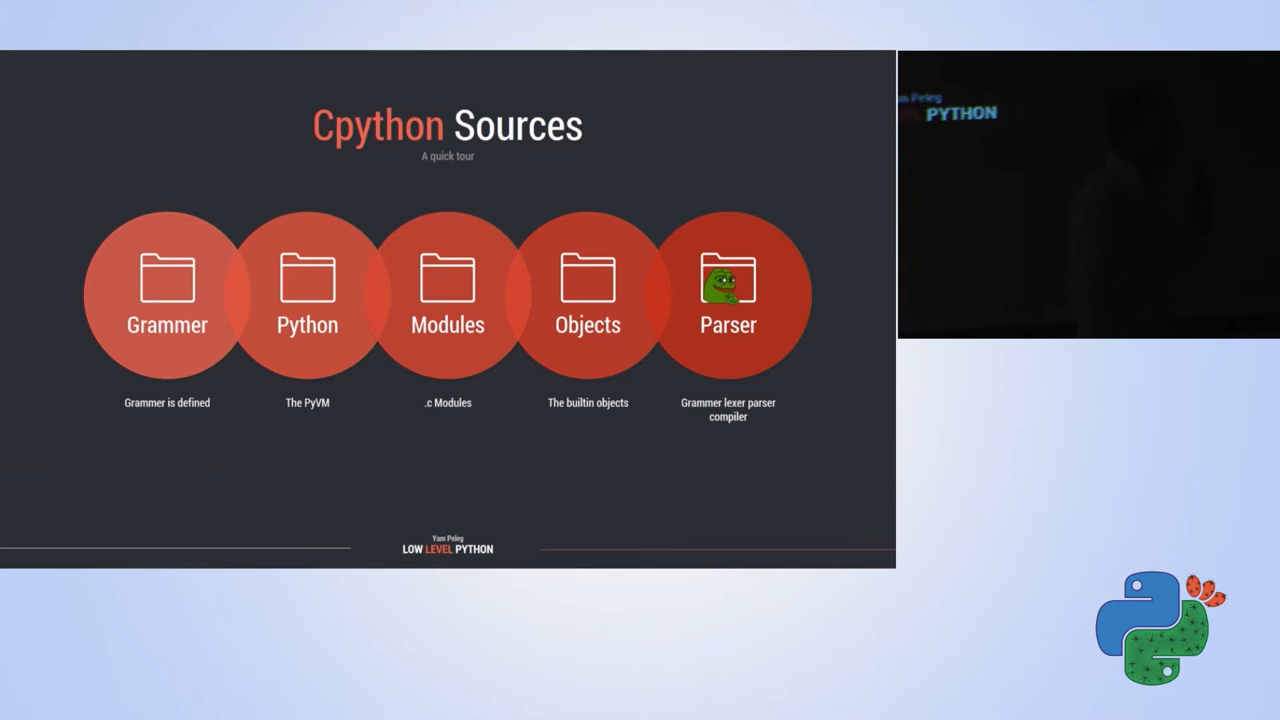 Cpython Sources
A quick tour
Grammer
Python
Modules
Objects
Parser
Grammer is defined
The PyVM
.c Modules
The builtin objects
Grammer lexer parser
compiler
Yam Peleg
LOW LEVEL PYTHON
Peleg
PYTHON